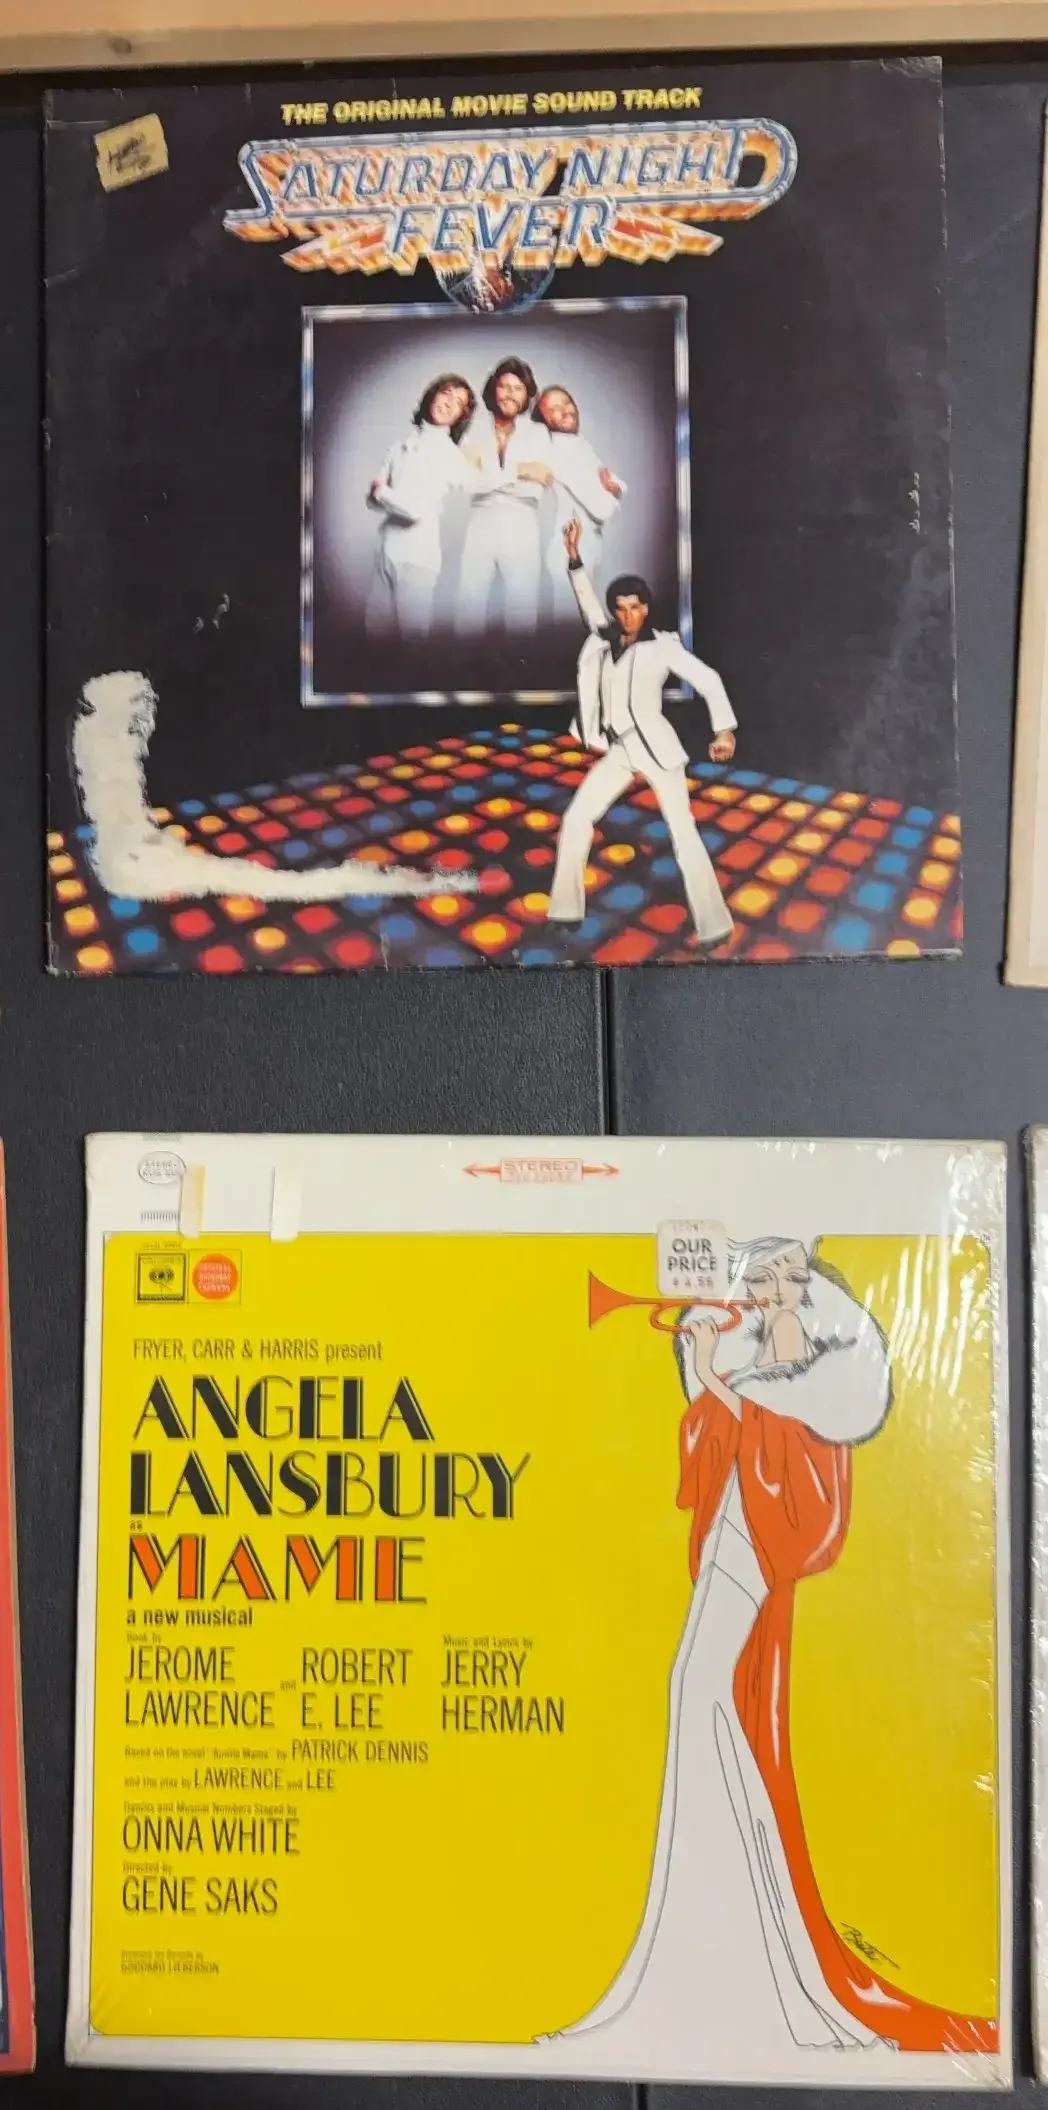 THE ORIGINAL MOVIE SOUND TRACK
SATURDAY NIGHT
FEVER
STEREO
OUR
PRICE
FRYER, CARR & HARRIS present
ANGELA
LANSBURY
as
MAME
a new musical
Book by
JEROME LAWRENCE and ROBERT E. LEE
Music and Lyrics by
JERRY HERMAN
Based on the novel "Auntie Mame" by PATRICK DENNIS
and the play by LAWRENCE and LEE
Dances and Musical Numbers Staged by
ONNA WHITE
Directed by
GENE SAKS
Produced for Records by
GODDARD LIEBERSON